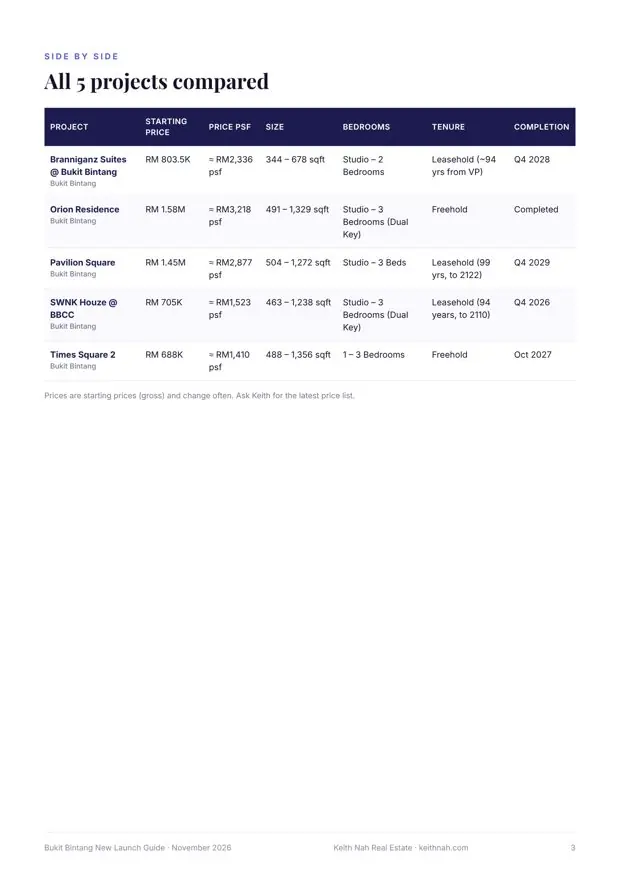 SIDE BY SIDE
All 5 projects compared
PROJECT STARTING PRICE PRICE PSF SIZE BEDROOMS TENURE COMPLETION
Branniganz Suites @ Bukit Bintang RM 803.5K ≈ RM2,336 psf 344 – 678 sqft Studio – 2 Bedrooms Leasehold (~94 yrs from VP) Q4 2028
Bukit Bintang
Orion Residence RM 1.58M ≈ RM3,218 psf 491 – 1,329 sqft Studio – 3 Bedrooms (Dual Key) Freehold Completed
Bukit Bintang
Pavilion Square RM 1.45M ≈ RM2,877 psf 504 – 1,272 sqft Studio – 3 Beds Leasehold (99 yrs, to 2122) Q4 2029
Bukit Bintang
SWNK Houze @ BBCC RM 705K ≈ RM1,523 psf 463 – 1,238 sqft Studio – 3 Bedrooms (Dual Key) Leasehold (94 years, to 2110) Q4 2026
Bukit Bintang
Times Square 2 RM 688K ≈ RM1,410 psf 488 – 1,356 sqft 1 – 3 Bedrooms Freehold Oct 2027
Bukit Bintang
Prices are starting prices (gross) and change often. Ask Keith for the latest price list.
Bukit Bintang New Launch Guide · November 2026 Keith Nah Real Estate · keithnah.com 3